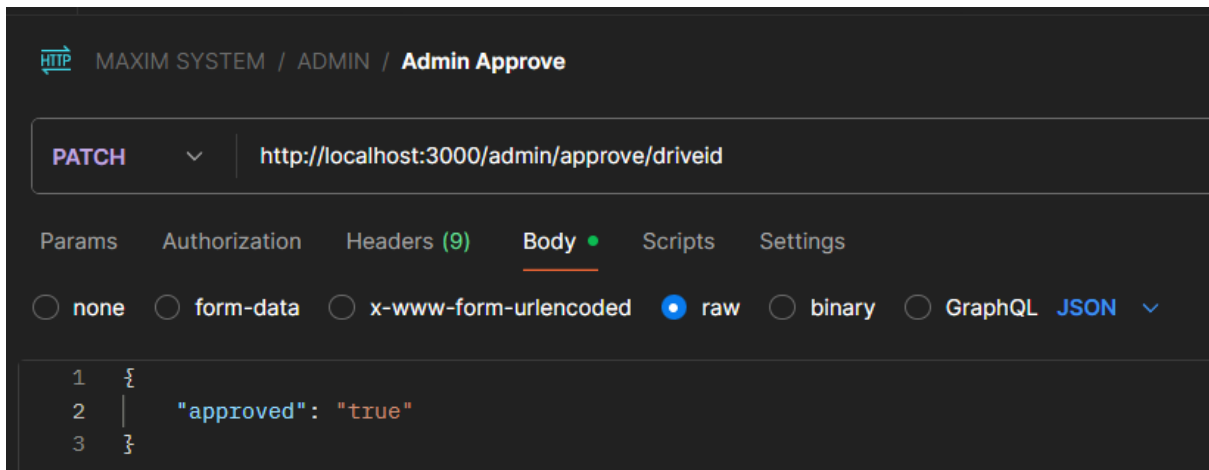 HTTP MAXIM SYSTEM / ADMIN / Admin Approve
PATCH http://localhost:3000/admin/approve/driveid
Params Authorization Headers (9) Body Scripts Settings
none form-data x-www-form-urlencoded raw binary GraphQL JSON
1 {
2 "approved": "true"
3 }